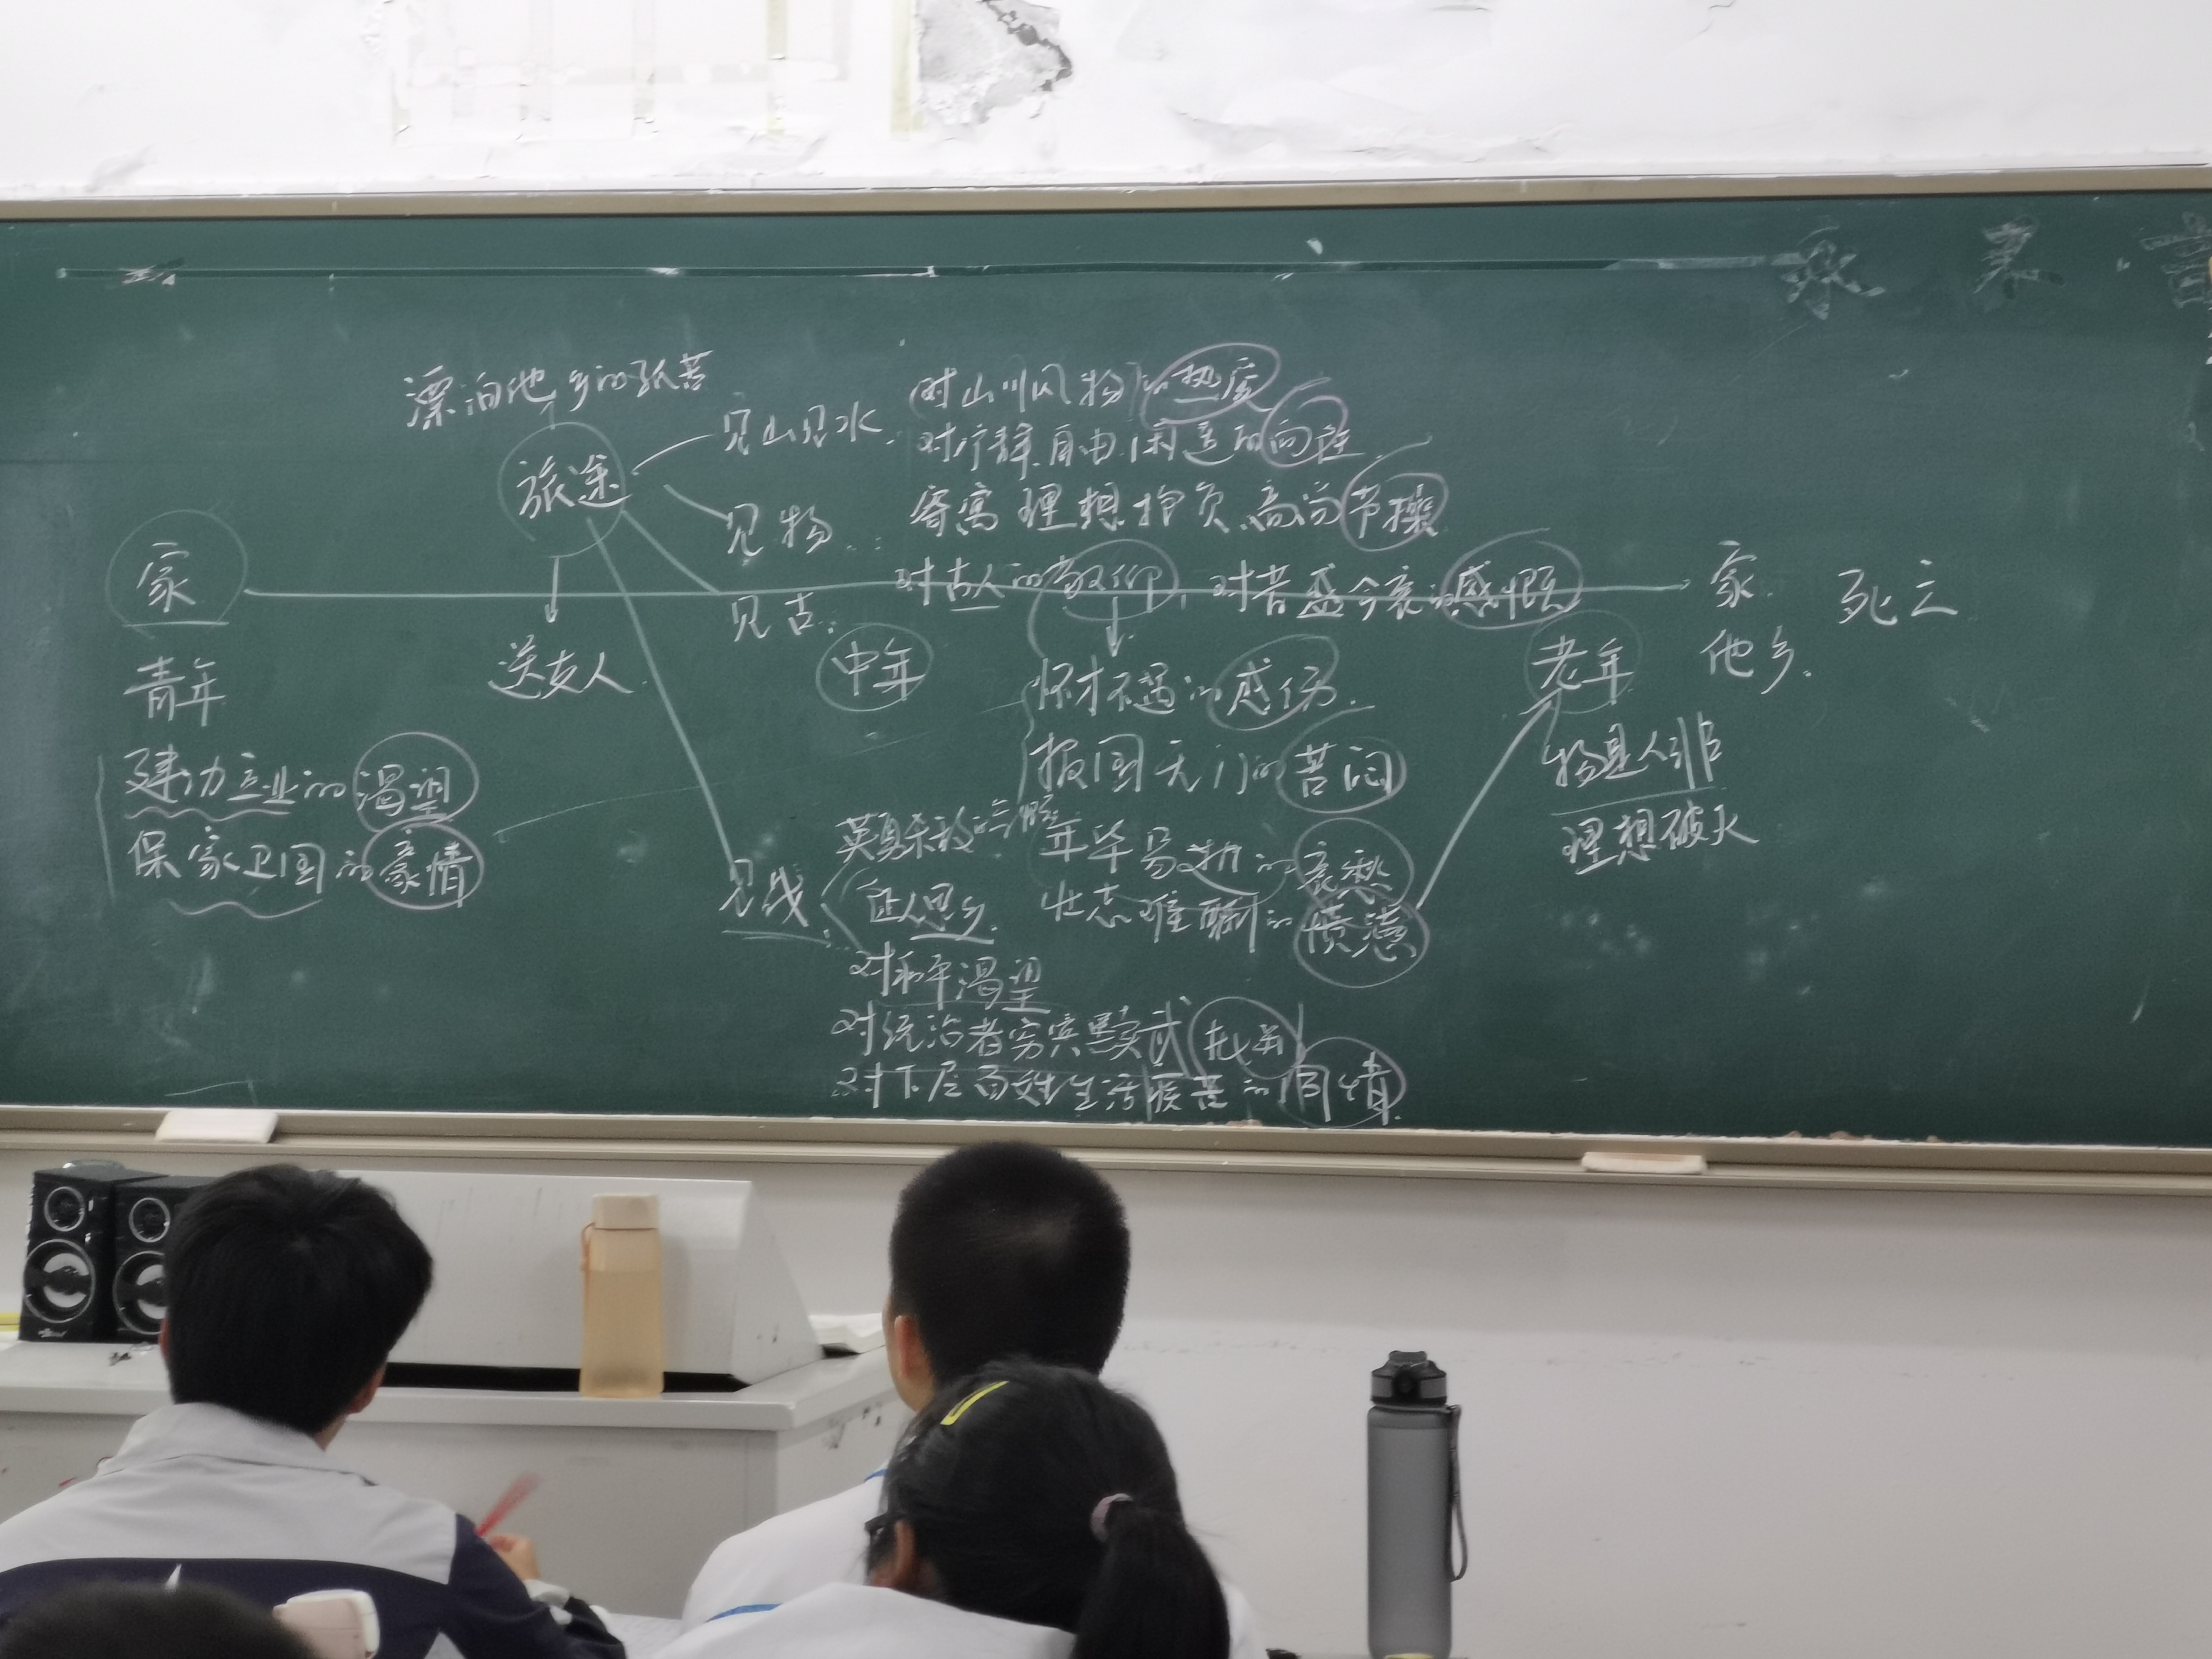 漂泊他乡的孤苦
旅途
见山见水
对山川风物的热爱
对宁静自由闲适的向往
见物
寄寓理想抱负、高尚节操
见古
对古人的敬仰，对昔盛今衰的感慨
家
青年
建功立业的渴望
保家卫国的豪情
送友人
中年
怀才不遇的感伤
报国无门的苦闷
年华易逝的哀愁
壮志难酬的愤懑
见战
英勇杀敌的
征人思乡
对和平渴望
对统治者穷兵黩武批判
对下层百姓生活疾苦的同情
老年
物是人非
理想破灭
家
他乡
死亡